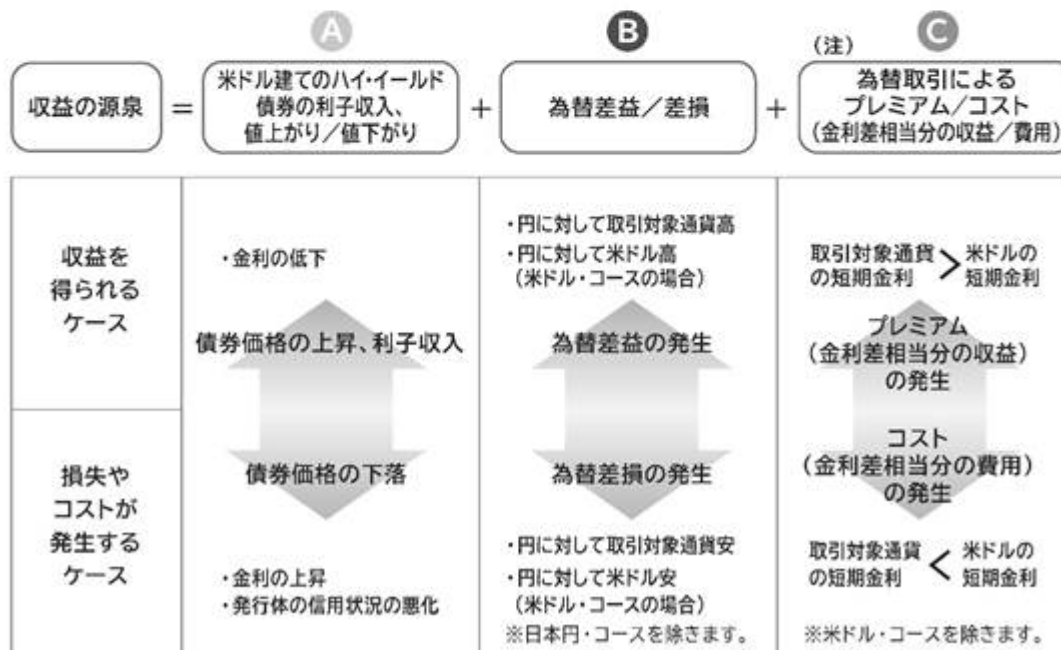 A
B
(注)
C
収益の源泉
=
米ドル建てのハイ・イールド
債券の利子収入、
値上がり/値下がり
+
為替差益/差損
+
為替取引による
プレミアム/コスト
(金利差相当分の収益/費用)
収益を
得られる
ケース
・金利の低下
債券価格の上昇、利子収入
・円に対して取引対象通貨高
・円に対して米ドル高
(米ドル・コースの場合)
為替差益の発生
取引対象通貨 > 米ドルの
の短期金利 短期金利
プレミアム
(金利差相当分の収益)
の発生
損失や
コストが
発生する
ケース
債券価格の下落
・金利の上昇
・発行体の信用状況の悪化
為替差損の発生
・円に対して取引対象通貨安
・円に対して米ドル安
(米ドル・コースの場合)
※日本円・コースを除きます。
コスト
(金利差相当分の費用)
の発生
取引対象通貨 < 米ドルの
の短期金利 短期金利
※米ドル・コースを除きます。